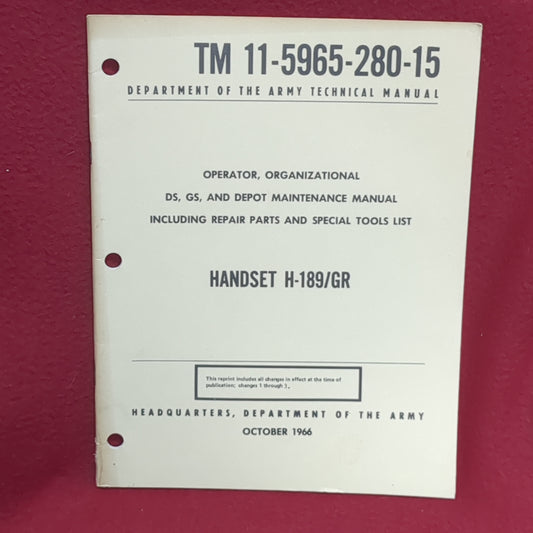 TM 11-5965-280-15
DEPARTMENT OF THE ARMY TECHNICAL MANUAL
OPERATOR, ORGANIZATIONAL
DS, GS, AND DEPOT MAINTENANCE MANUAL
INCLUDING REPAIR PARTS AND SPECIAL TOOLS LIST
HANDSET H-189/GR
This reprint includes all changes in effect at the time of
publication; changes 1 through
HEADQUARTERS, DEPARTMENT OF THE ARMY
OCTOBER 1966